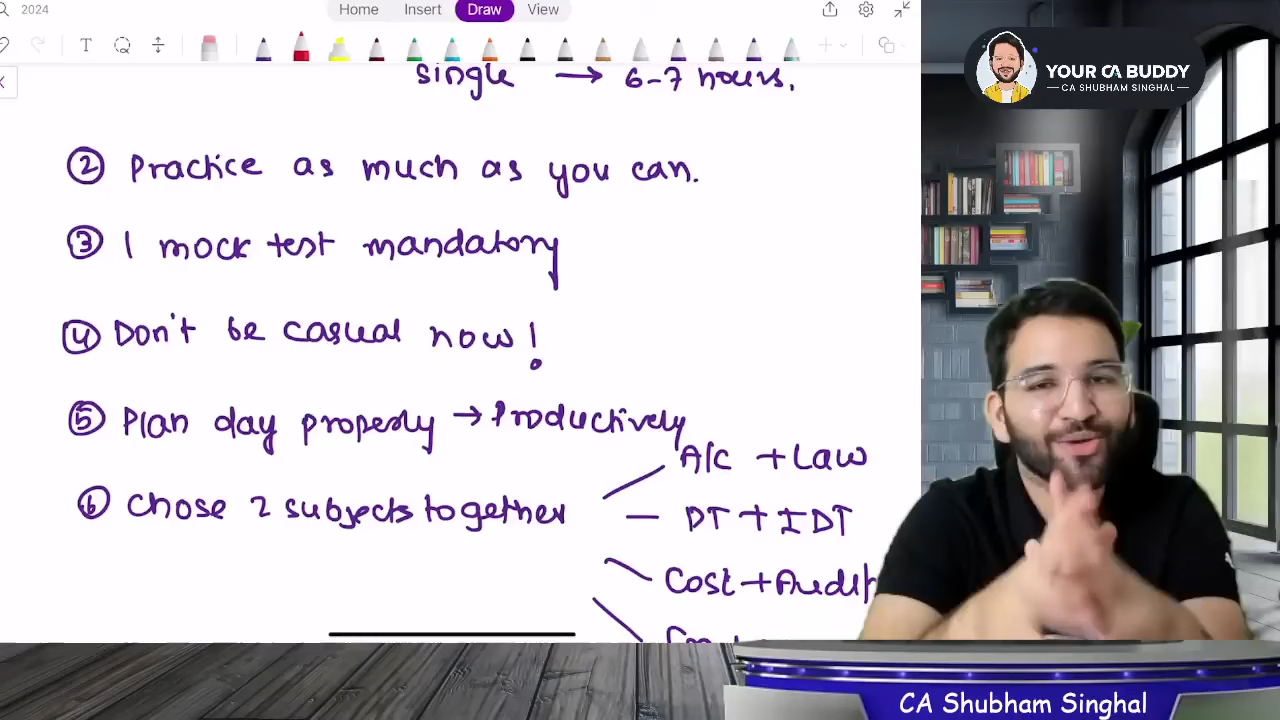 2024
Home Insert Draw View
T
single → 6-7 hours.
② Practice as much as you can.
③ 1 mock test mandatory
④ Don't be casual now!
⑤ Plan day properly → Productively
⑥ Chose 2 subjects together
A/c + Law
DT + IDT
Cost + Audit
YOUR CA BUDDY
CA SHUBHAM SINGHAL
CA Shubham Singhal